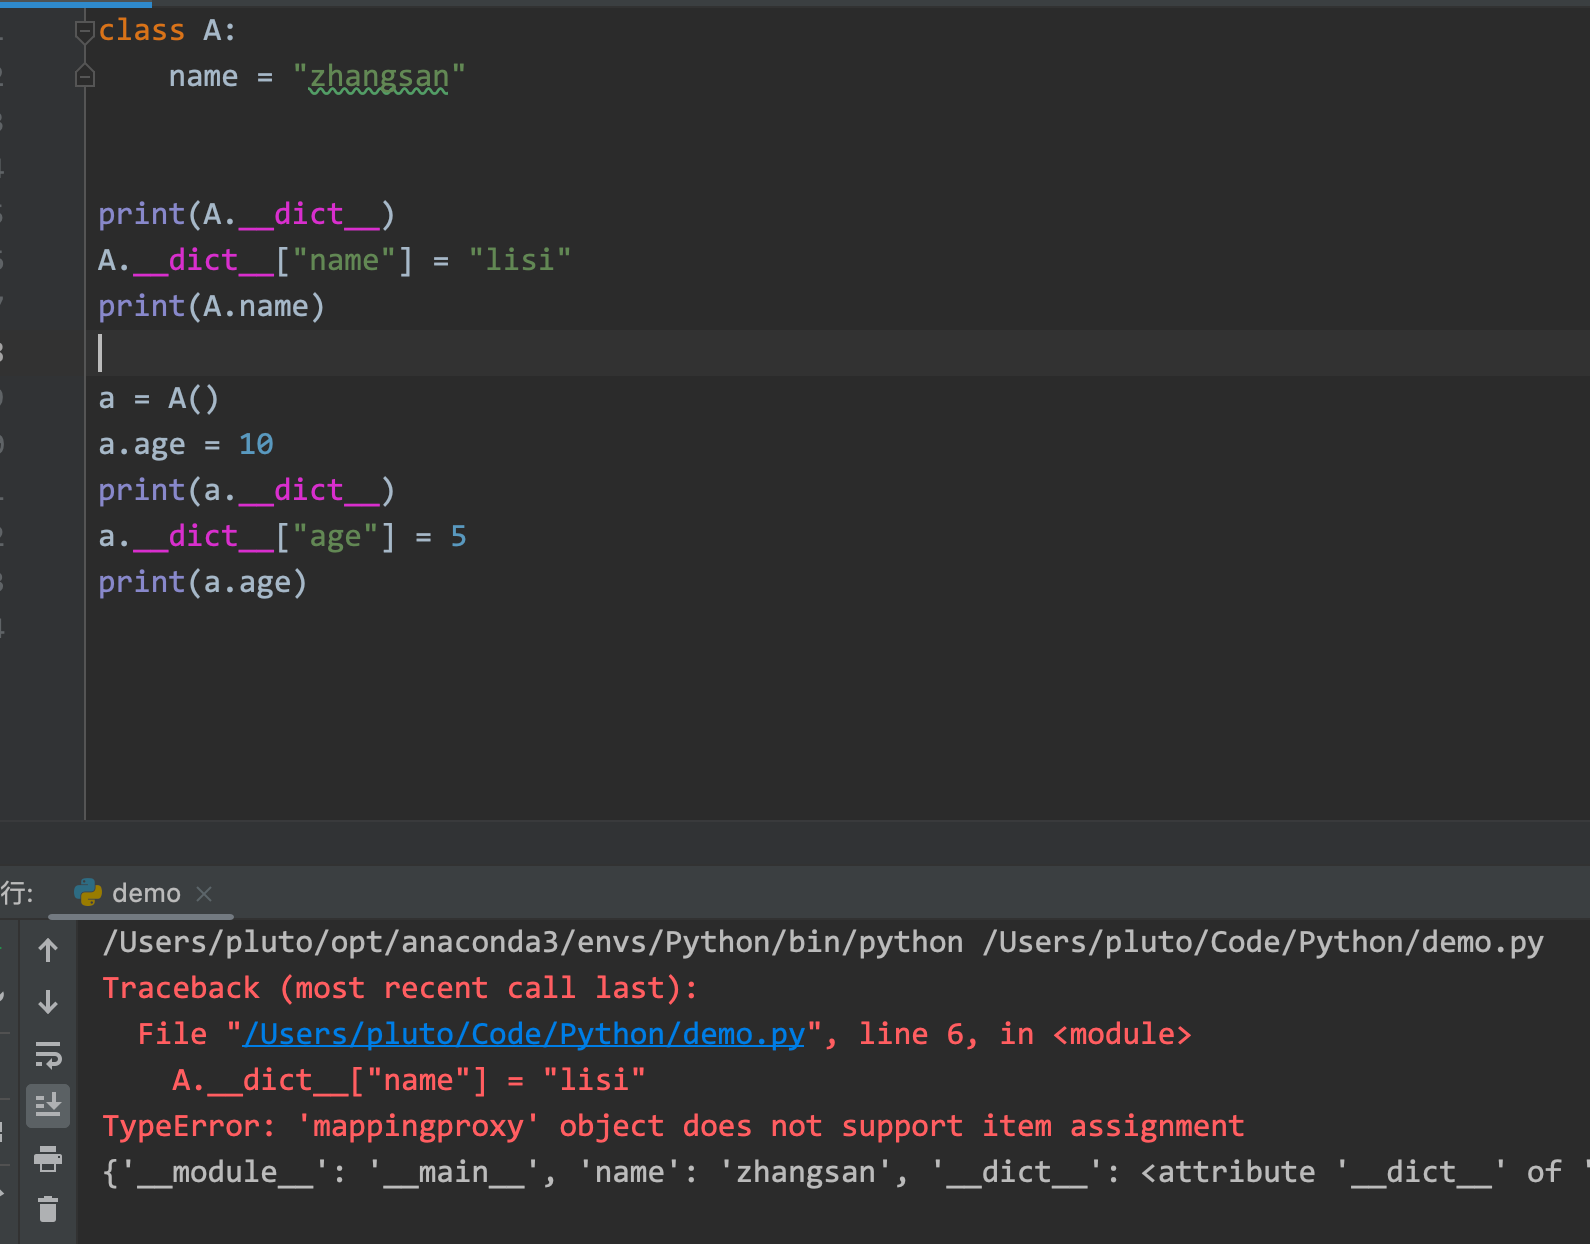 class A:
    name = "zhangsan"
print(A.__dict__)
A.__dict__["name"] = "lisi"
print(A.name)
a = A()
a.age = 10
print(a.__dict__)
a.__dict__["age"] = 5
print(a.age)
行: demo
/Users/pluto/opt/anaconda3/envs/Python/bin/python /Users/pluto/Code/Python/demo.py
Traceback (most recent call last):
  File "/Users/pluto/Code/Python/demo.py", line 6, in <module>
    A.__dict__["name"] = "lisi"
TypeError: 'mappingproxy' object does not support item assignment
{'__module__': '__main__', 'name': 'zhangsan', '__dict__': <attribute '__dict__' of '